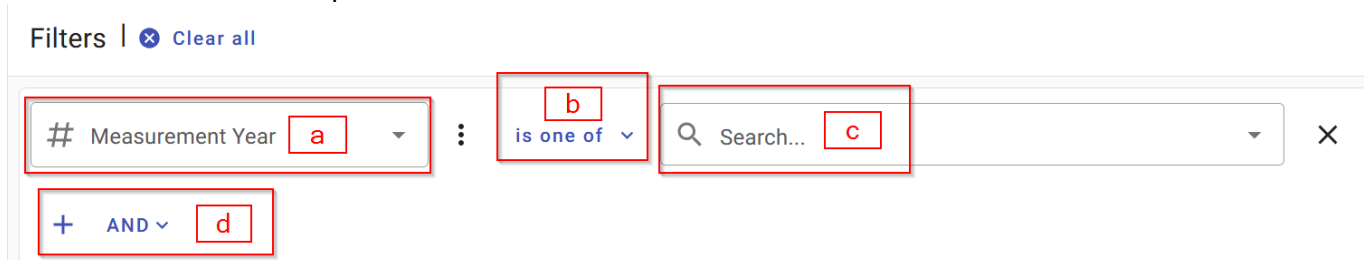 Filters | Clear all
# Measurement Year a is one of b Search... c
+ AND d